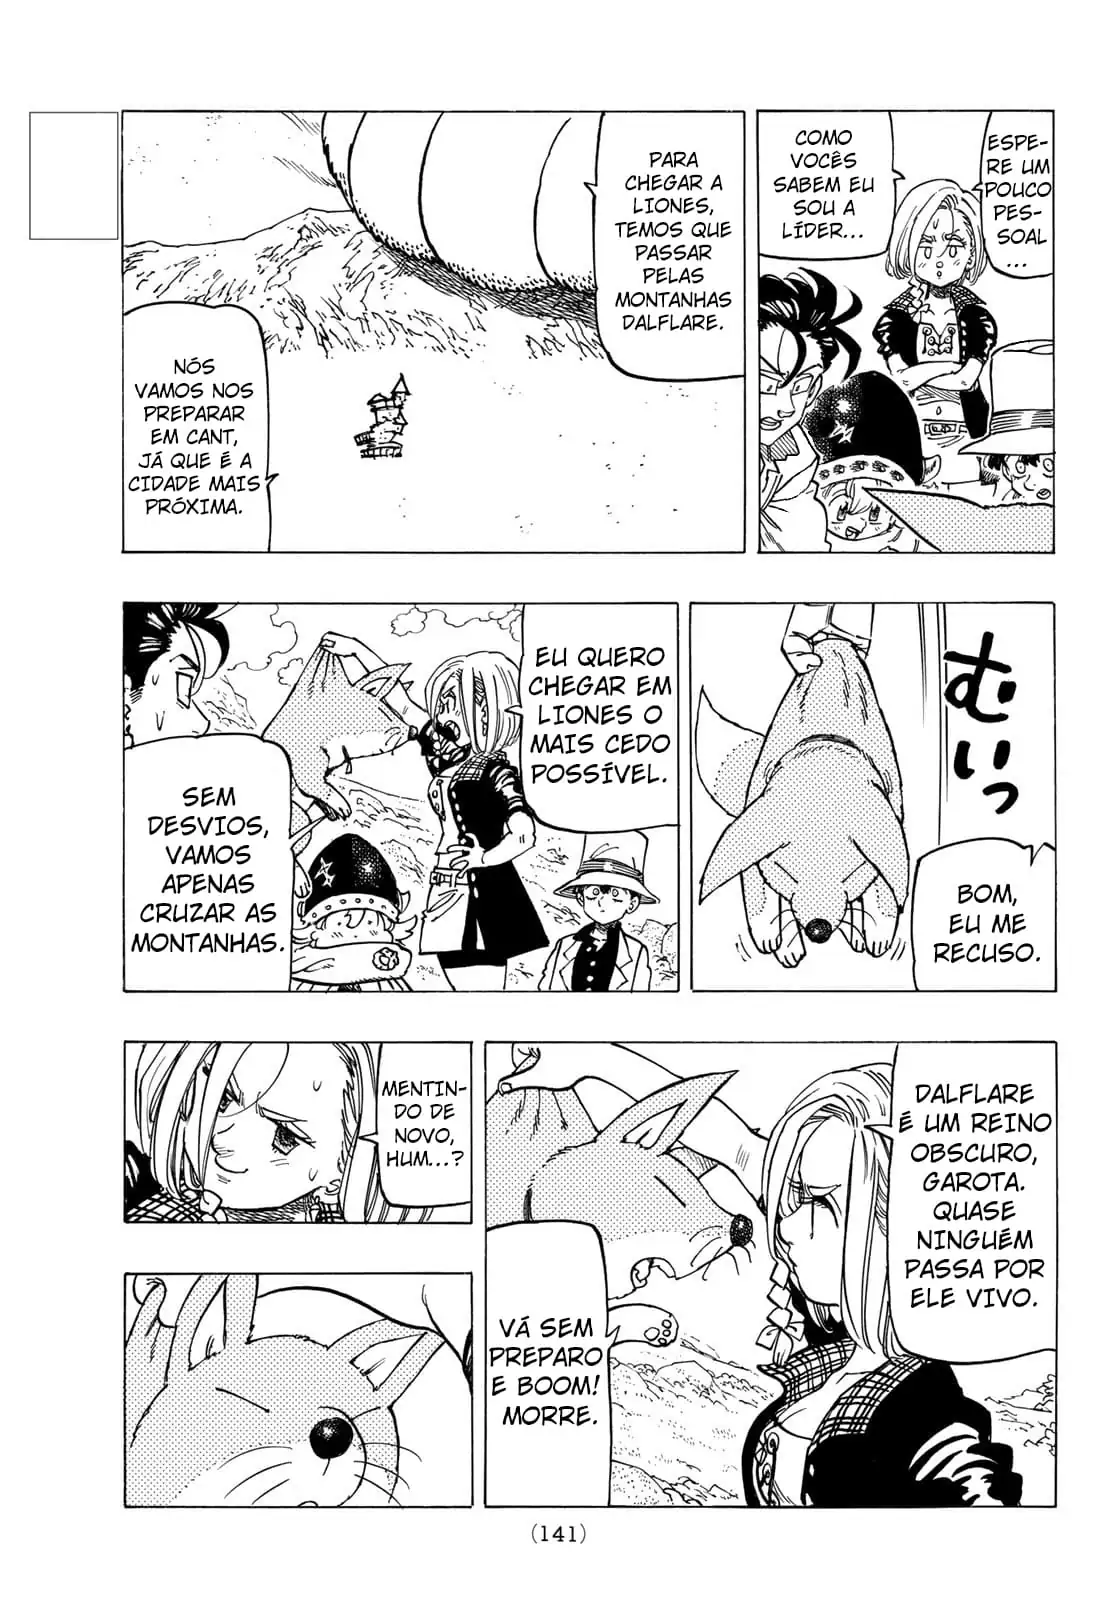 ESPE-
RE UM
POUCO
PES-
SOAL
...
COMO
VOCÊS
SABEM EU
SOU A
LÍDER...
PARA
CHEGAR A
LIONES,
TEMOS QUE
PASSAR
PELAS
MONTANHAS
DALFLARE.
NÓS
VAMOS NOS
PREPARAR
EM CANT,
JÁ QUE É A
CIDADE MAIS
PRÓXIMA.
むいっ
BOM,
EU ME
RECUSO.
EU QUERO
CHEGAR EM
LIONES O
MAIS CEDO
POSSÍVEL.
SEM
DESVIOS,
VAMOS
APENAS
CRUZAR AS
MONTANHAS.
DALFLARE
É UM REINO
OBSCURO,
GAROTA.
QUASE
NINGUÉM
PASSA POR
ELE VIVO.
VÁ SEM
PREPARO
E BOOM!
MORRE.
MENTIN-
DO DE
NOVO,
HUM...?
(141)